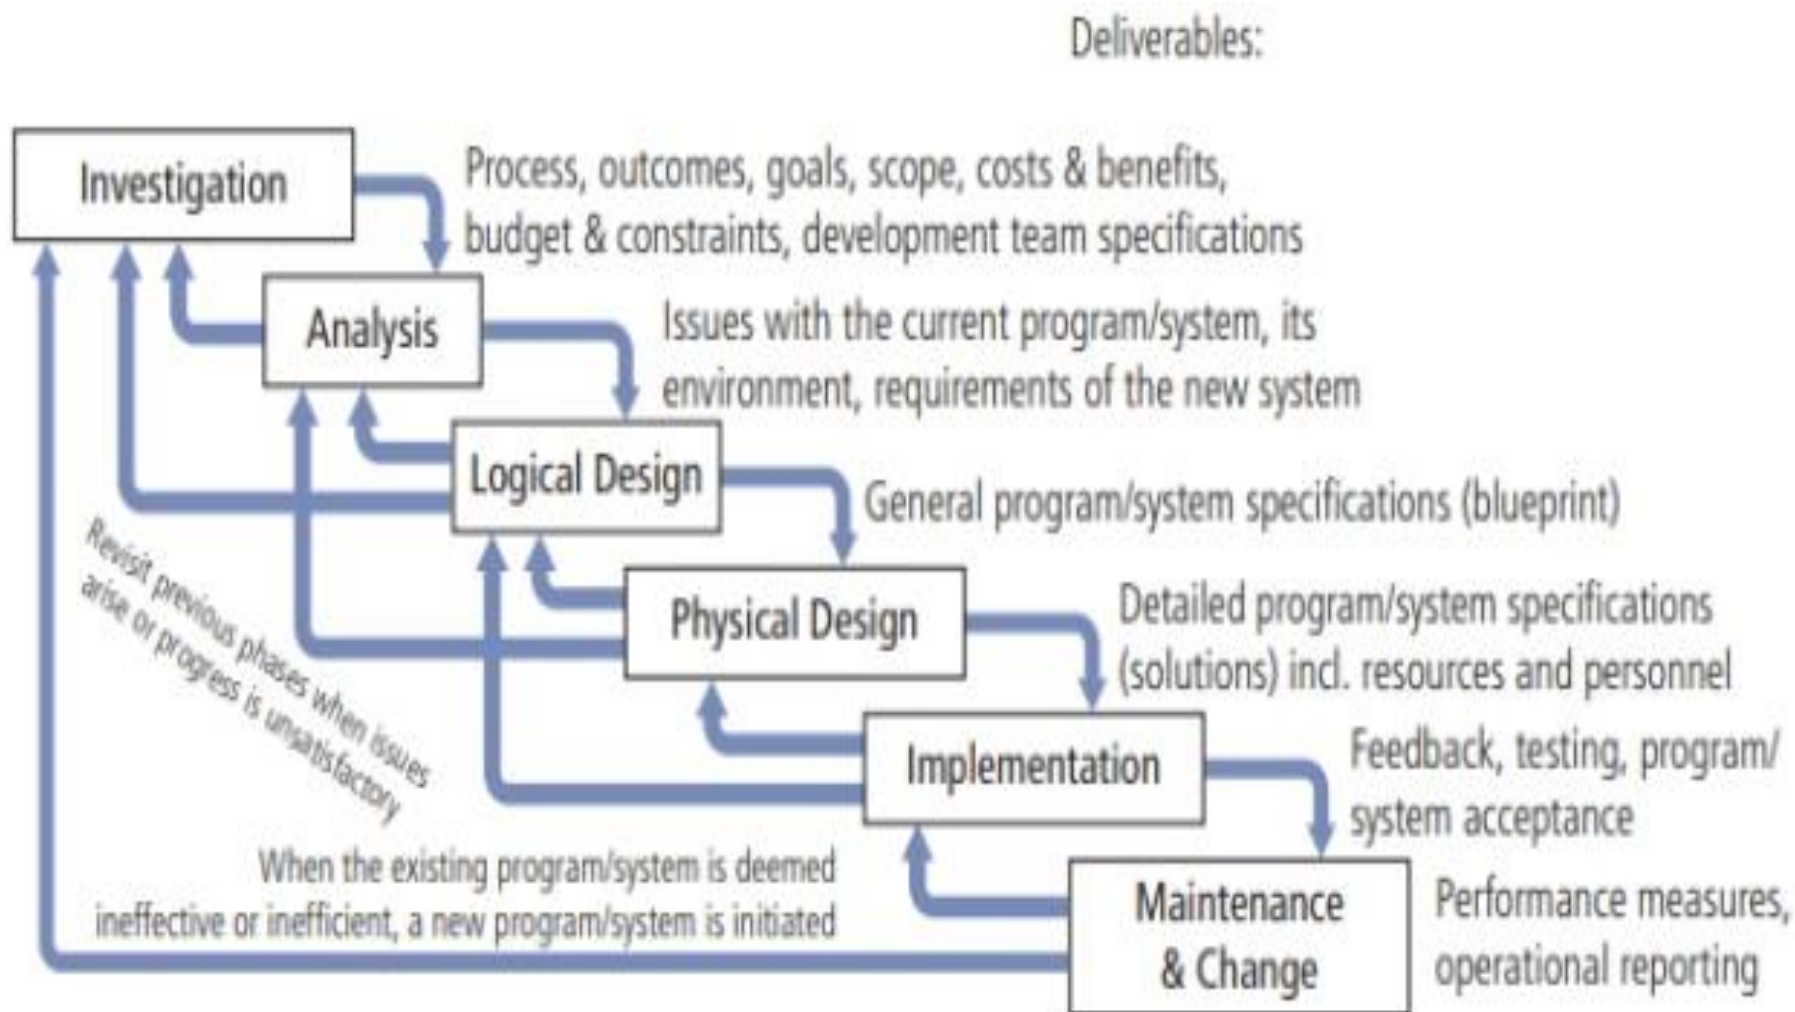 Deliverables:
Investigation
Process, outcomes, goals, scope, costs & benefits,
budget & constraints, development team specifications
Analysis
Issues with the current program/system, its
environment, requirements of the new system
Logical Design
General program/system specifications (blueprint)
Revisit previous phases when issues
arise or progress is unsatisfactory
Physical Design
Detailed program/system specifications
(solutions) incl. resources and personnel
Implementation
Feedback, testing, program/
system acceptance
When the existing program/system is deemed
ineffective or inefficient, a new program/system is initiated
Maintenance
& Change
Performance measures,
operational reporting